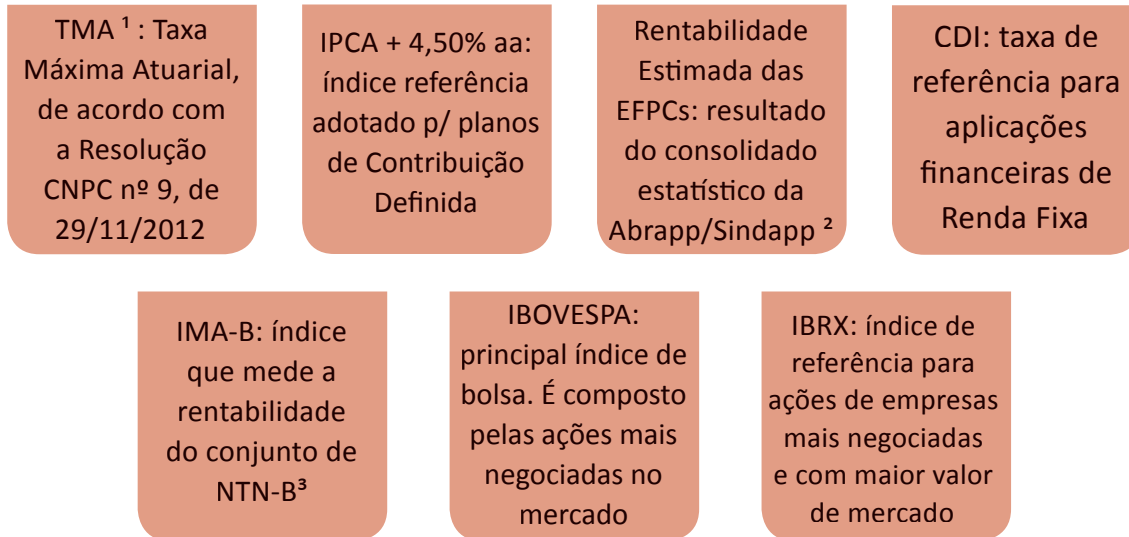 TMA ¹ : Taxa
Máxima Atuarial,
de acordo com
a Resolução
CNPC nº 9, de
29/11/2012
IPCA + 4,50% aa:
índice referência
adotado p/ planos
de Contribuição
Definida
Rentabilidade
Estimada das
EFPCs: resultado
do consolidado
estatístico da
Abrapp/Sindapp ²
CDI: taxa de
referência para
aplicações
financeiras de
Renda Fixa
IMA-B: índice
que mede a
rentabilidade
do conjunto de
NTN-B³
IBOVESPA:
principal índice de
bolsa. É composto
pelas ações mais
negociadas no
mercado
IBRX: índice de
referência para
ações de empresas
mais negociadas
e com maior valor
de mercado